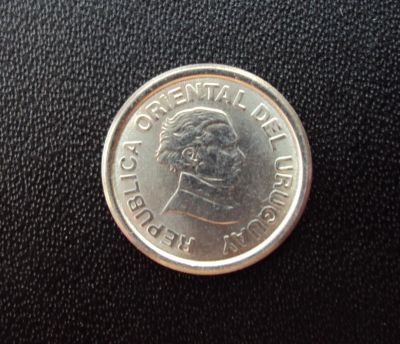 REPUBLICA ORIENTAL DEL URUGUAY